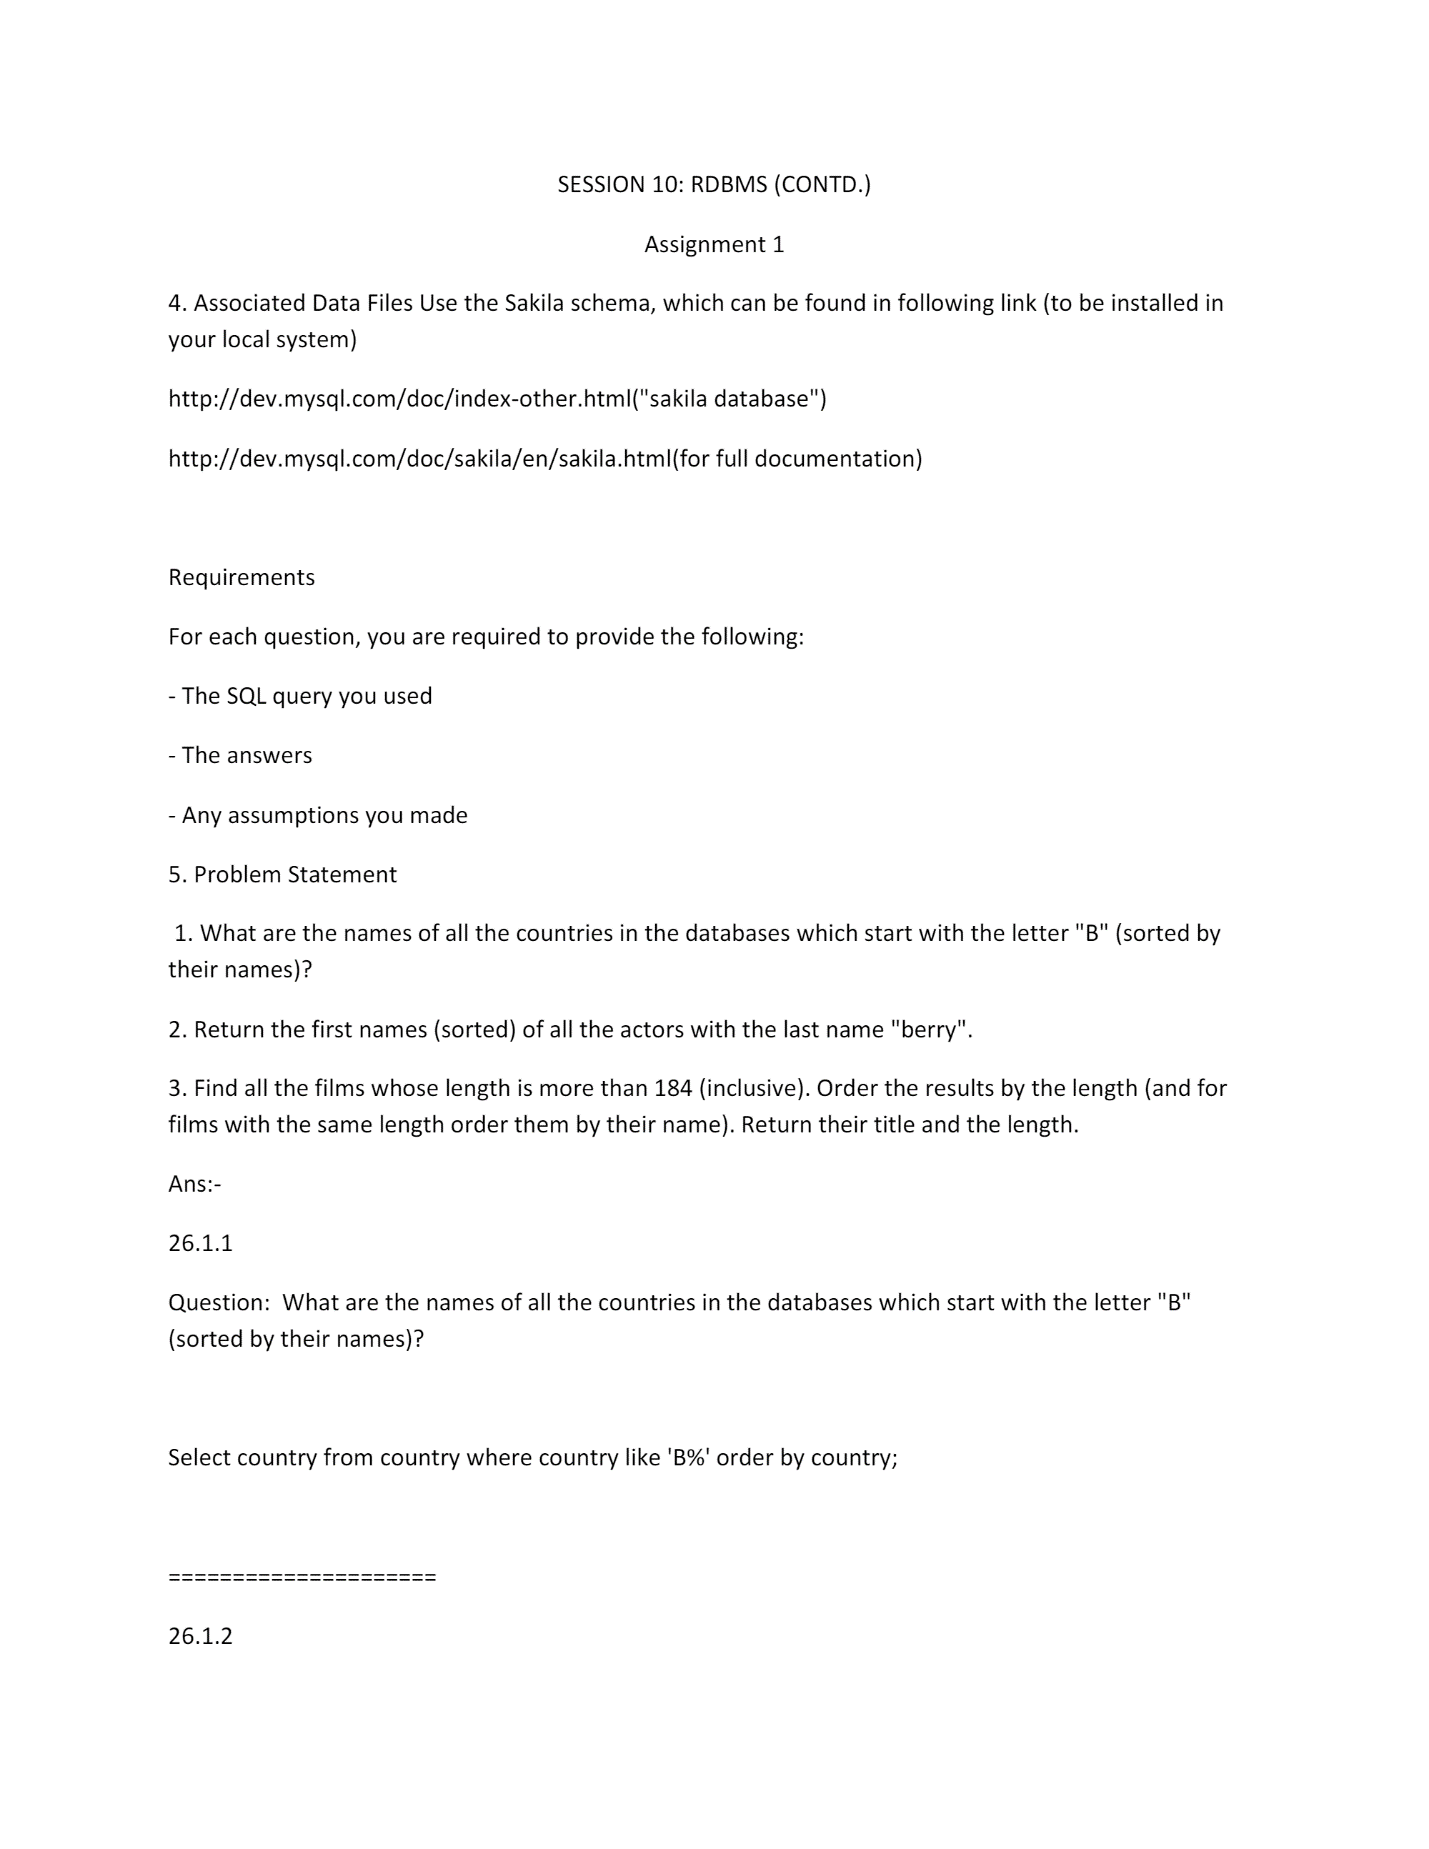 SESSION 10: RDBMS (CONTD.)
Assignment 1
4. Associated Data Files Use the Sakila schema, which can be found in following link (to be installed in
your local system)
http://dev.mysql.com/doc/index-other.html("sakila database")
http://dev.mysql.com/doc/sakila/en/sakila.html(for full documentation)
Requirements
For each question, you are required to provide the following:
- The SQL query you used
- The answers
- Any assumptions you made
5. Problem Statement
1. What are the names of all the countries in the databases which start with the letter "B" (sorted by
their names)?
2. Return the first names (sorted) of all the actors with the last name "berry".
3. Find all the films whose length is more than 184 (inclusive). Order the results by the length (and for
films with the same length order them by their name). Return their title and the length.
Ans:-
26.1.1
Question:  What are the names of all the countries in the databases which start with the letter "B"
(sorted by their names)?
Select country from country where country like 'B%' order by country;
=====================
26.1.2